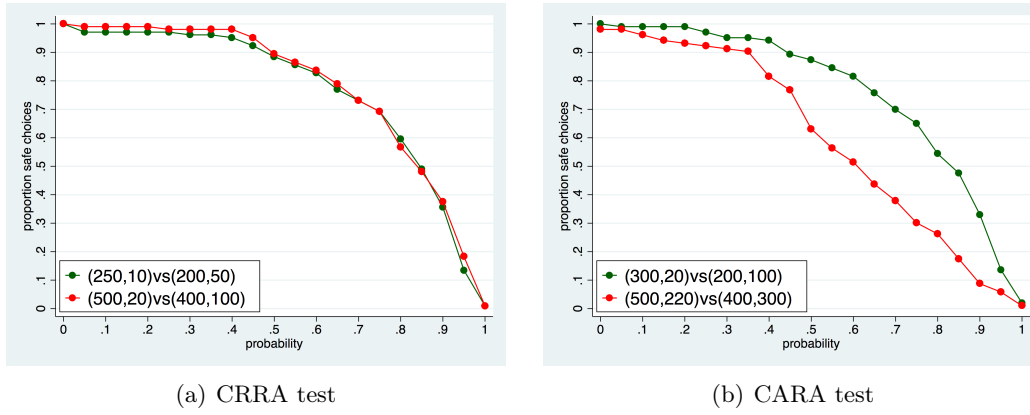 proportion safe choices
1
.9
.8
.7
.6
.5
.4
.3
.2
.1
0
(250,10)vs(200,50)
(500,20)vs(400,100)
0 .1 .2 .3 .4 .5 .6 .7 .8 .9 1
probability
(a) CRRA test
proportion safe choices
1
.9
.8
.7
.6
.5
.4
.3
.2
.1
0
(300,20)vs(200,100)
(500,220)vs(400,300)
0 .1 .2 .3 .4 .5 .6 .7 .8 .9 1
probability
(b) CARA test